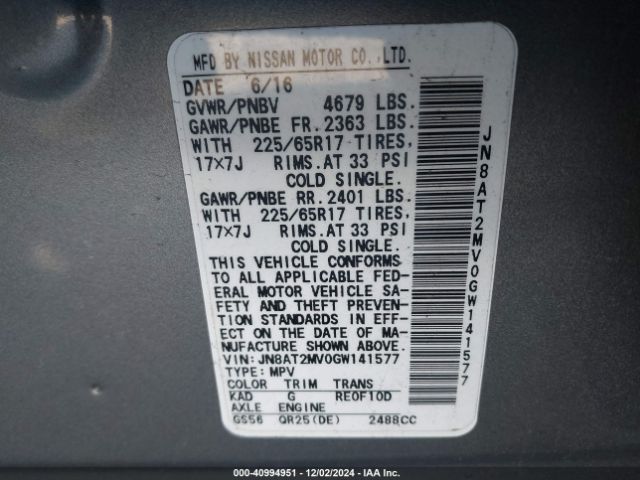 MFD BY NISSAN MOTOR CO.,LTD.
DATE 6/16
GVWR/PNBV 4679 LBS.
GAWR/PNBE FR.2363 LBS.
WITH 225/65R17 TIRES,
17×7J RIMS.AT 33 PSI
COLD SINGLE.
GAWR/PNBE RR.2401 LBS.
WITH 225/65R17 TIRES,
17×7J RIMS.AT 33 PSI
COLD SINGLE.
THIS VEHICLE CONFORMS
TO ALL APPLICABLE FED-
ERAL MOTOR VEHICLE SA-
FETY AND THEFT PREVEN-
TION STANDARDS IN EFF-
ECT ON THE DATE OF MA-
NUFACTURE SHOWN ABOVE.
VIN:JN8AT2MV0GW141577
TYPE:MPV
COLOR TRIM TRANS
KAD G RE0F10D
AXLE ENGINE
GS56 QR25(DE) 2488CC
JN8AT2MV0GW141577
000-40994951 - 12/02/2024 - IAA Inc.